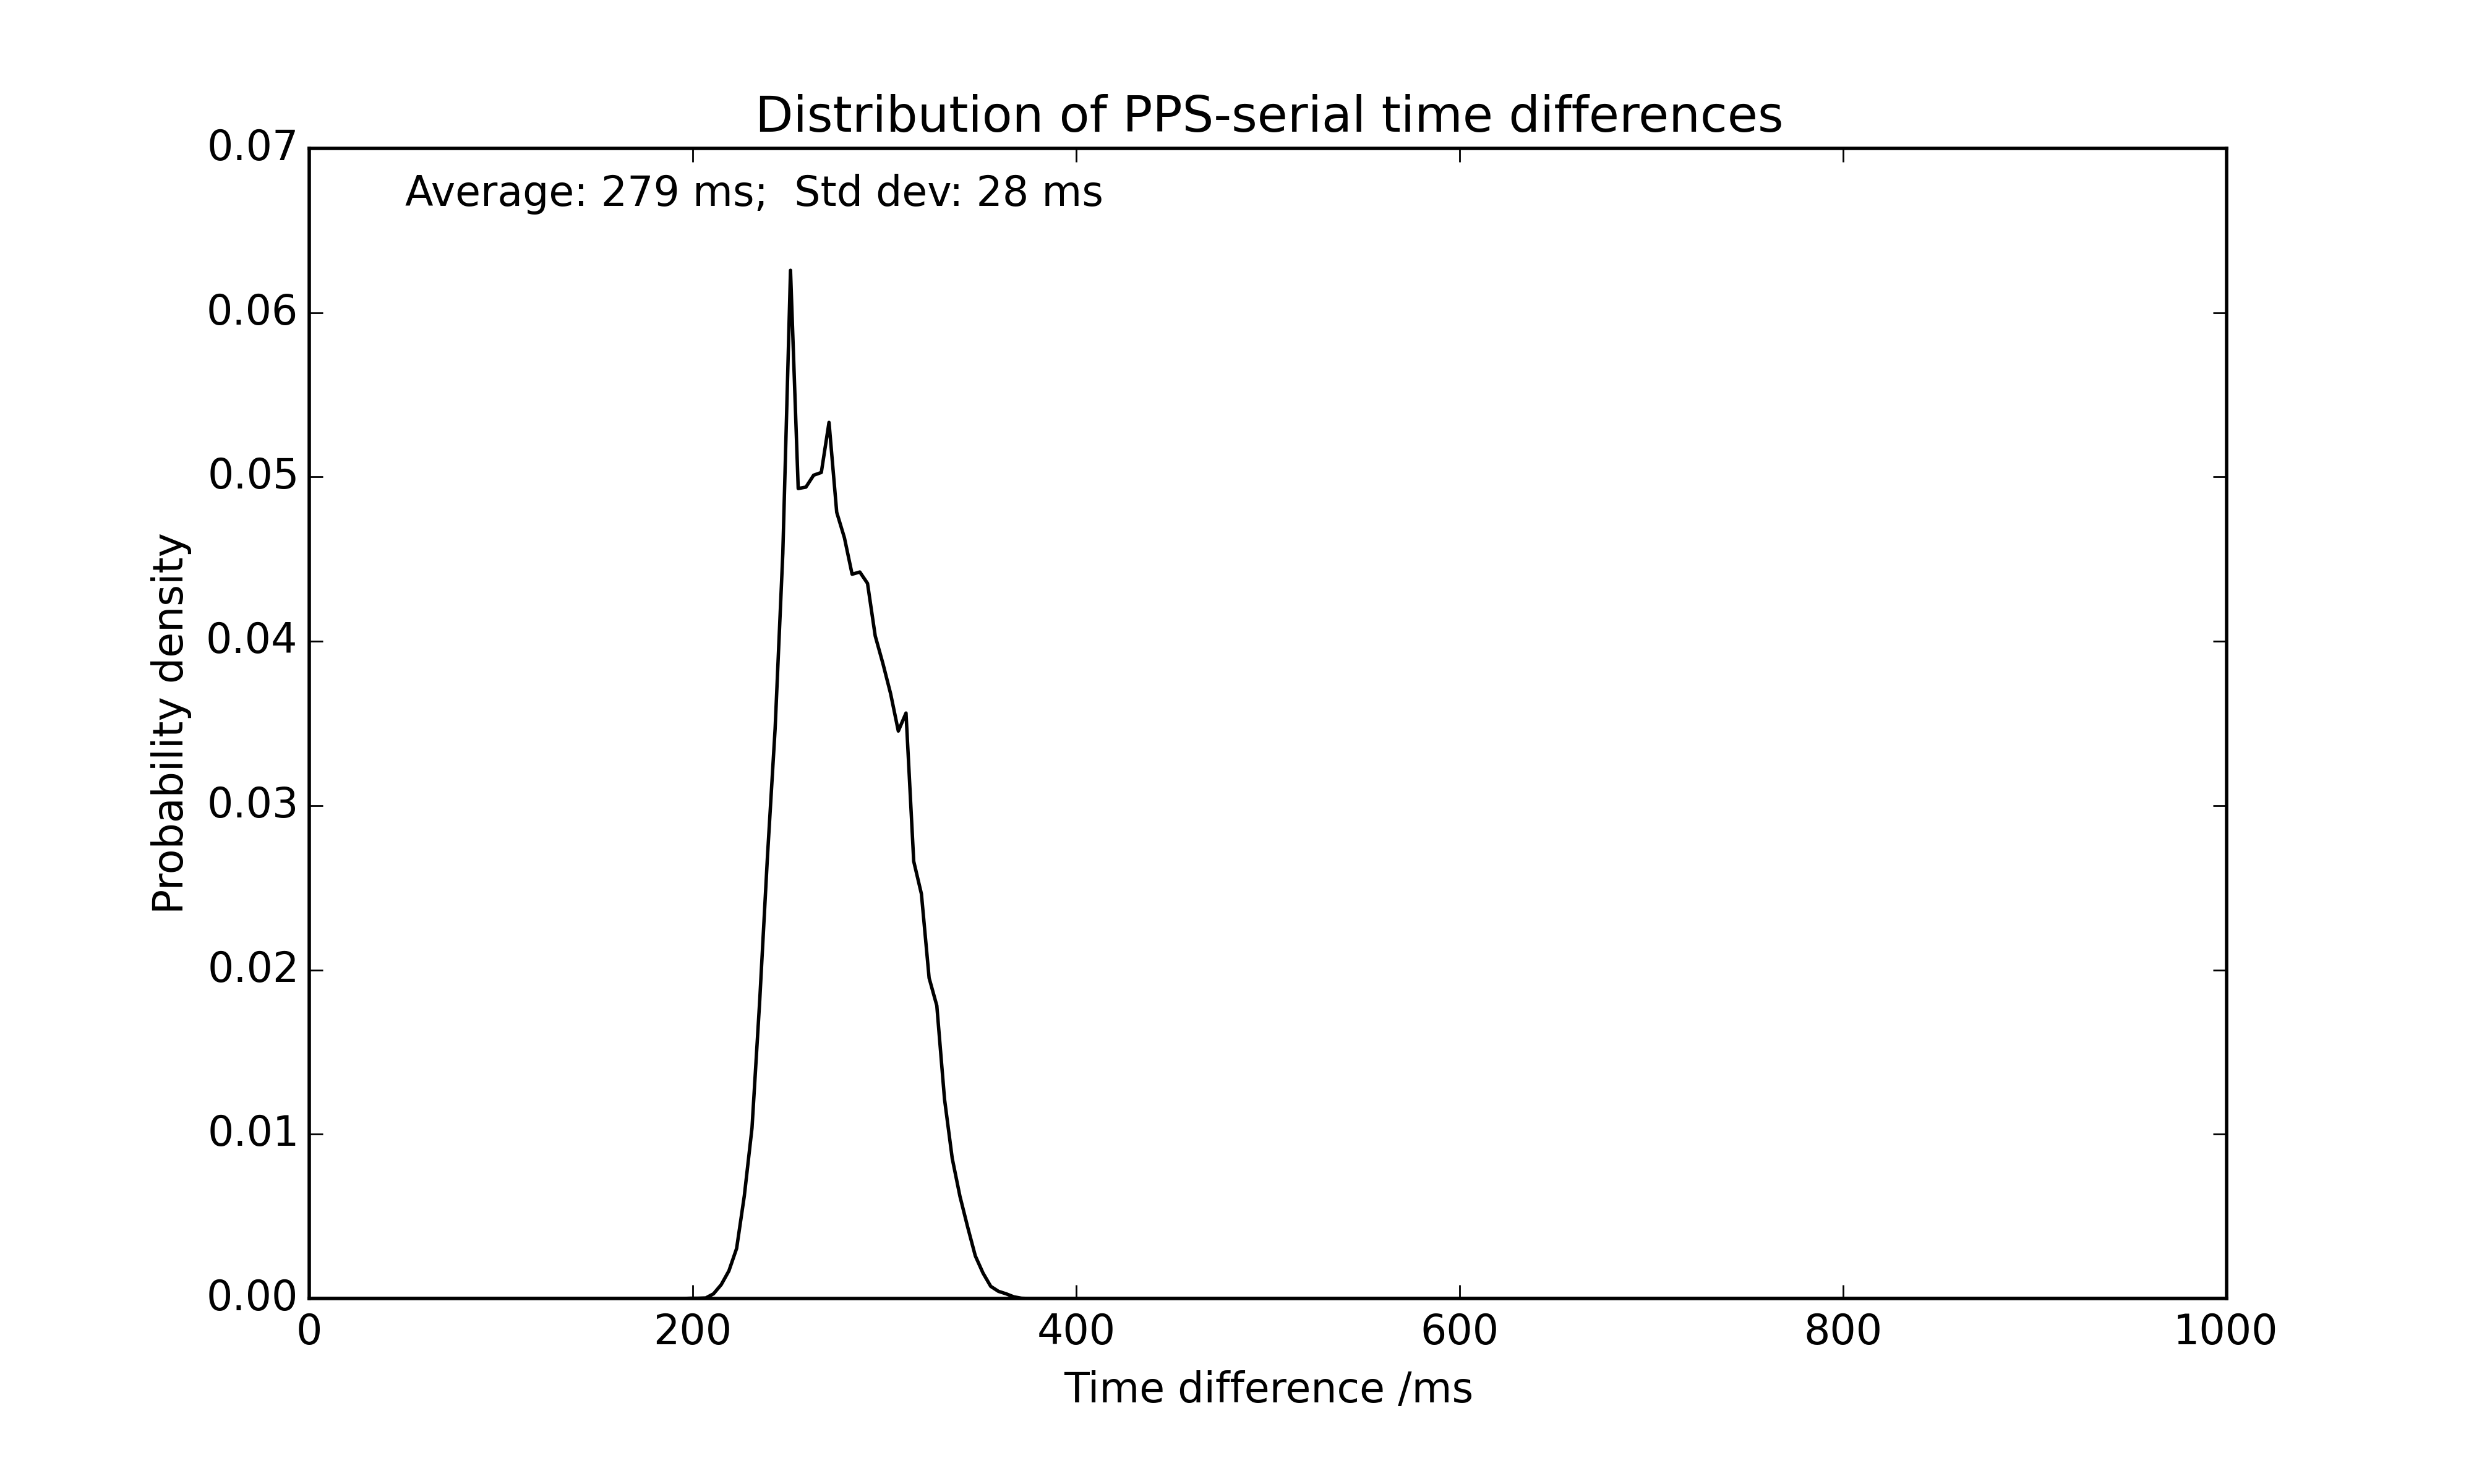 Distribution of PPS-serial time differences
Average: 279 ms;  Std dev: 28 ms
0.07
0.06
0.05
0.04
0.03
0.02
0.01
0.00
Probability density
0 200 400 600 800 1000
Time difference /ms